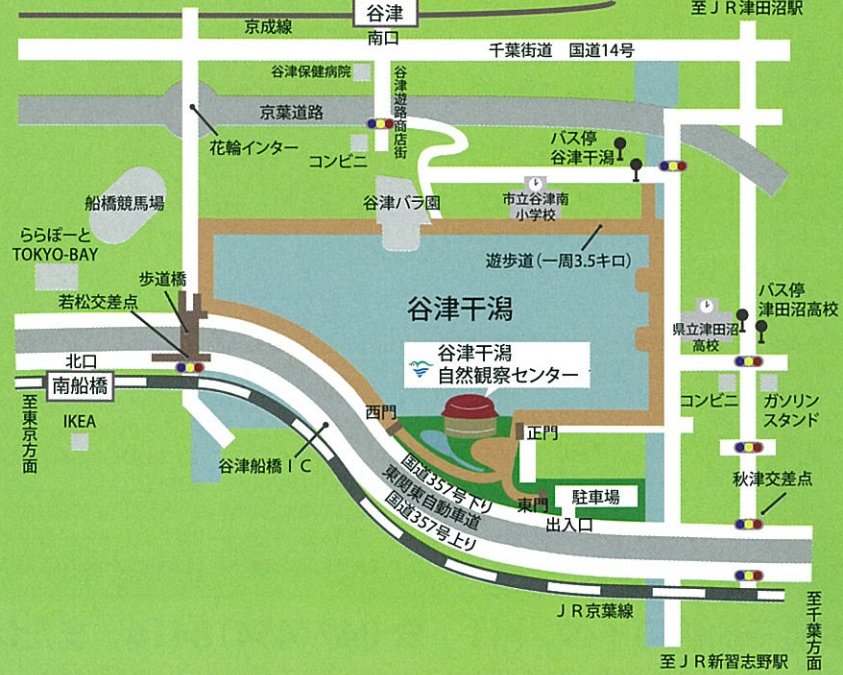 至ＪＲ津田沼駅
谷津
京成線
南口
千葉街道　国道14号
谷津保健病院
谷津遊路商店街
京葉道路
花輪インター
コンビニ
バス停
谷津干潟
船橋競馬場
谷津バラ園
市立谷津南
小学校
ららぽーと
TOKYO-BAY
遊歩道（一周3.5キロ）
歩道橋
若松交差点
谷津干潟
バス停
津田沼高校
県立津田沼
高校
谷津干潟
自然観察センター
北口
南船橋
至東京方面
IKEA
西門
正門
コンビニ
ガソリン
スタンド
谷津船橋ＩＣ
国道357号下り
東関東自動車道
国道357号上り
東門
駐車場
出入口
秋津交差点
ＪＲ京葉線
至千葉方面
至ＪＲ新習志野駅